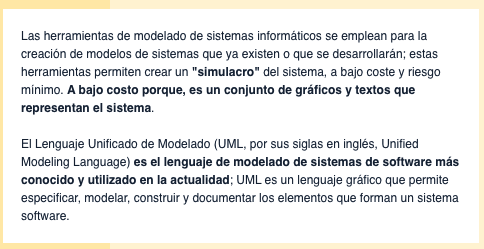 Las herramientas de modelado de sistemas informáticos se emplean para la
creación de modelos de sistemas que ya existen o que se desarrollarán; estas
herramientas permiten crear un "simulacro" del sistema, a bajo coste y riesgo
mínimo. A bajo costo porque, es un conjunto de gráficos y textos que
representan el sistema.
El Lenguaje Unificado de Modelado (UML, por sus siglas en inglés, Unified
Modeling Language) es el lenguaje de modelado de sistemas de software más
conocido y utilizado en la actualidad; UML es un lenguaje gráfico que permite
especificar, modelar, construir y documentar los elementos que forman un sistema
software.